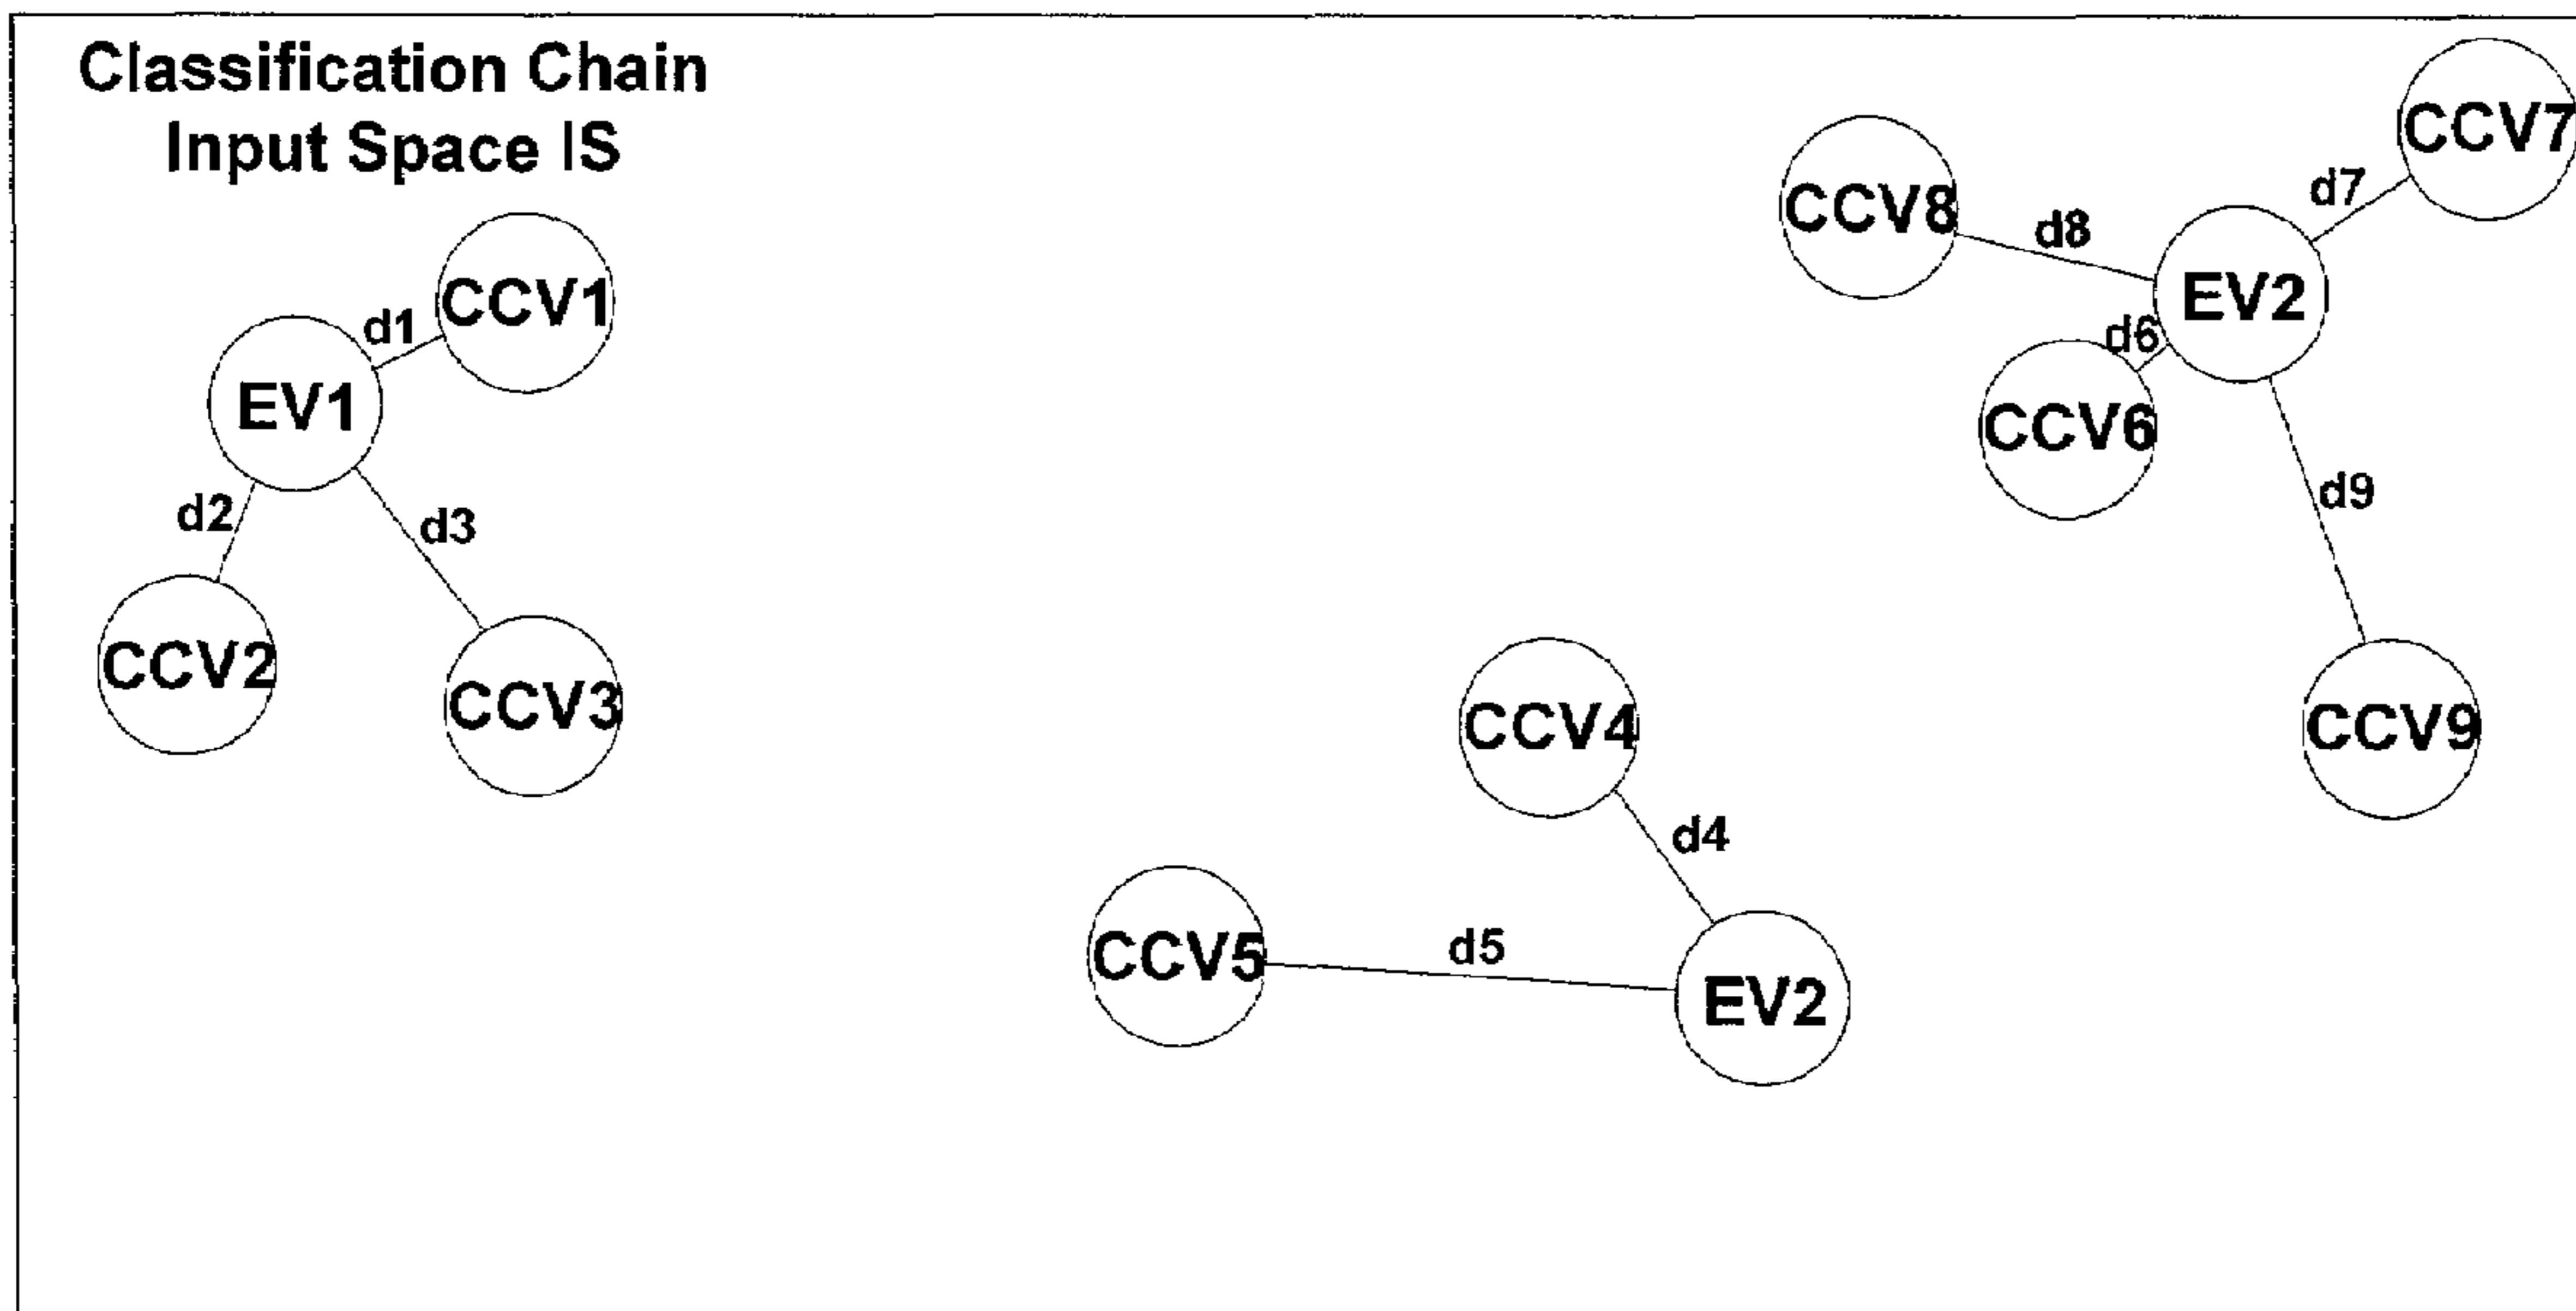 Classification Chain
Input Space IS
CCV7
CCV8
d7
d8
EV2
CCV1
d1
d6
EV1
CCV6
d2
d3
d9
CCV2
CCV3
CCV4
CCV9
d4
CCV5
d5
EV2